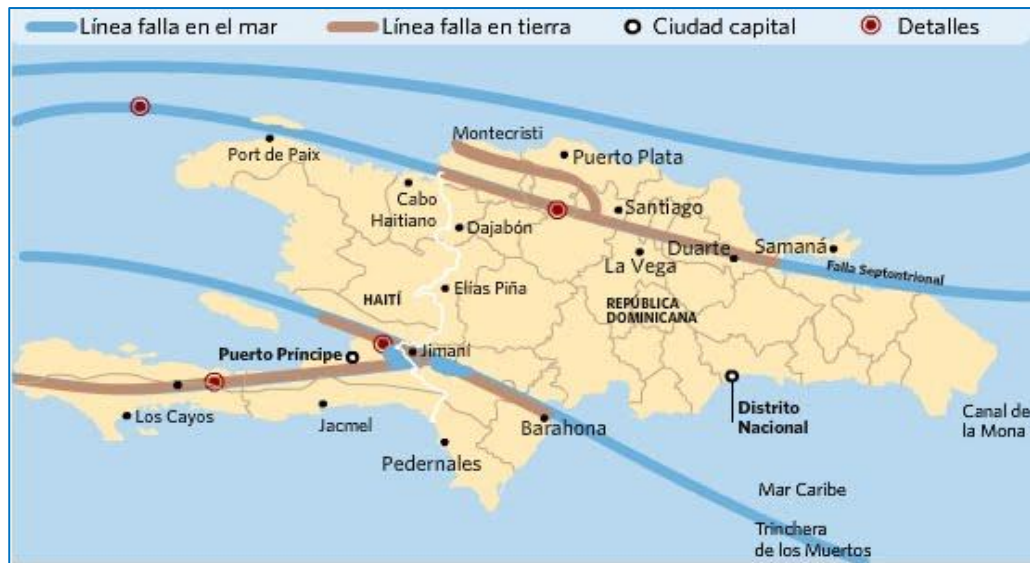 Línea falla en el mar
Línea falla en tierra
Ciudad capital
Detalles
Montecristi
Port de Paix
Puerto Plata
Cabo
Haitiano
Santiago
Dajabón
Duarte
Samaná
La Vega
Falla Septontrional
Elías Piña
HAITÍ
REPÚBLICA
DOMINICANA
Puerto Príncipe
Jimaní
Los Cayos
Jacmel
Barahona
Distrito
Nacional
Canal de
la Mona
Pedernales
Mar Caribe
Trinchera
de los Muertos